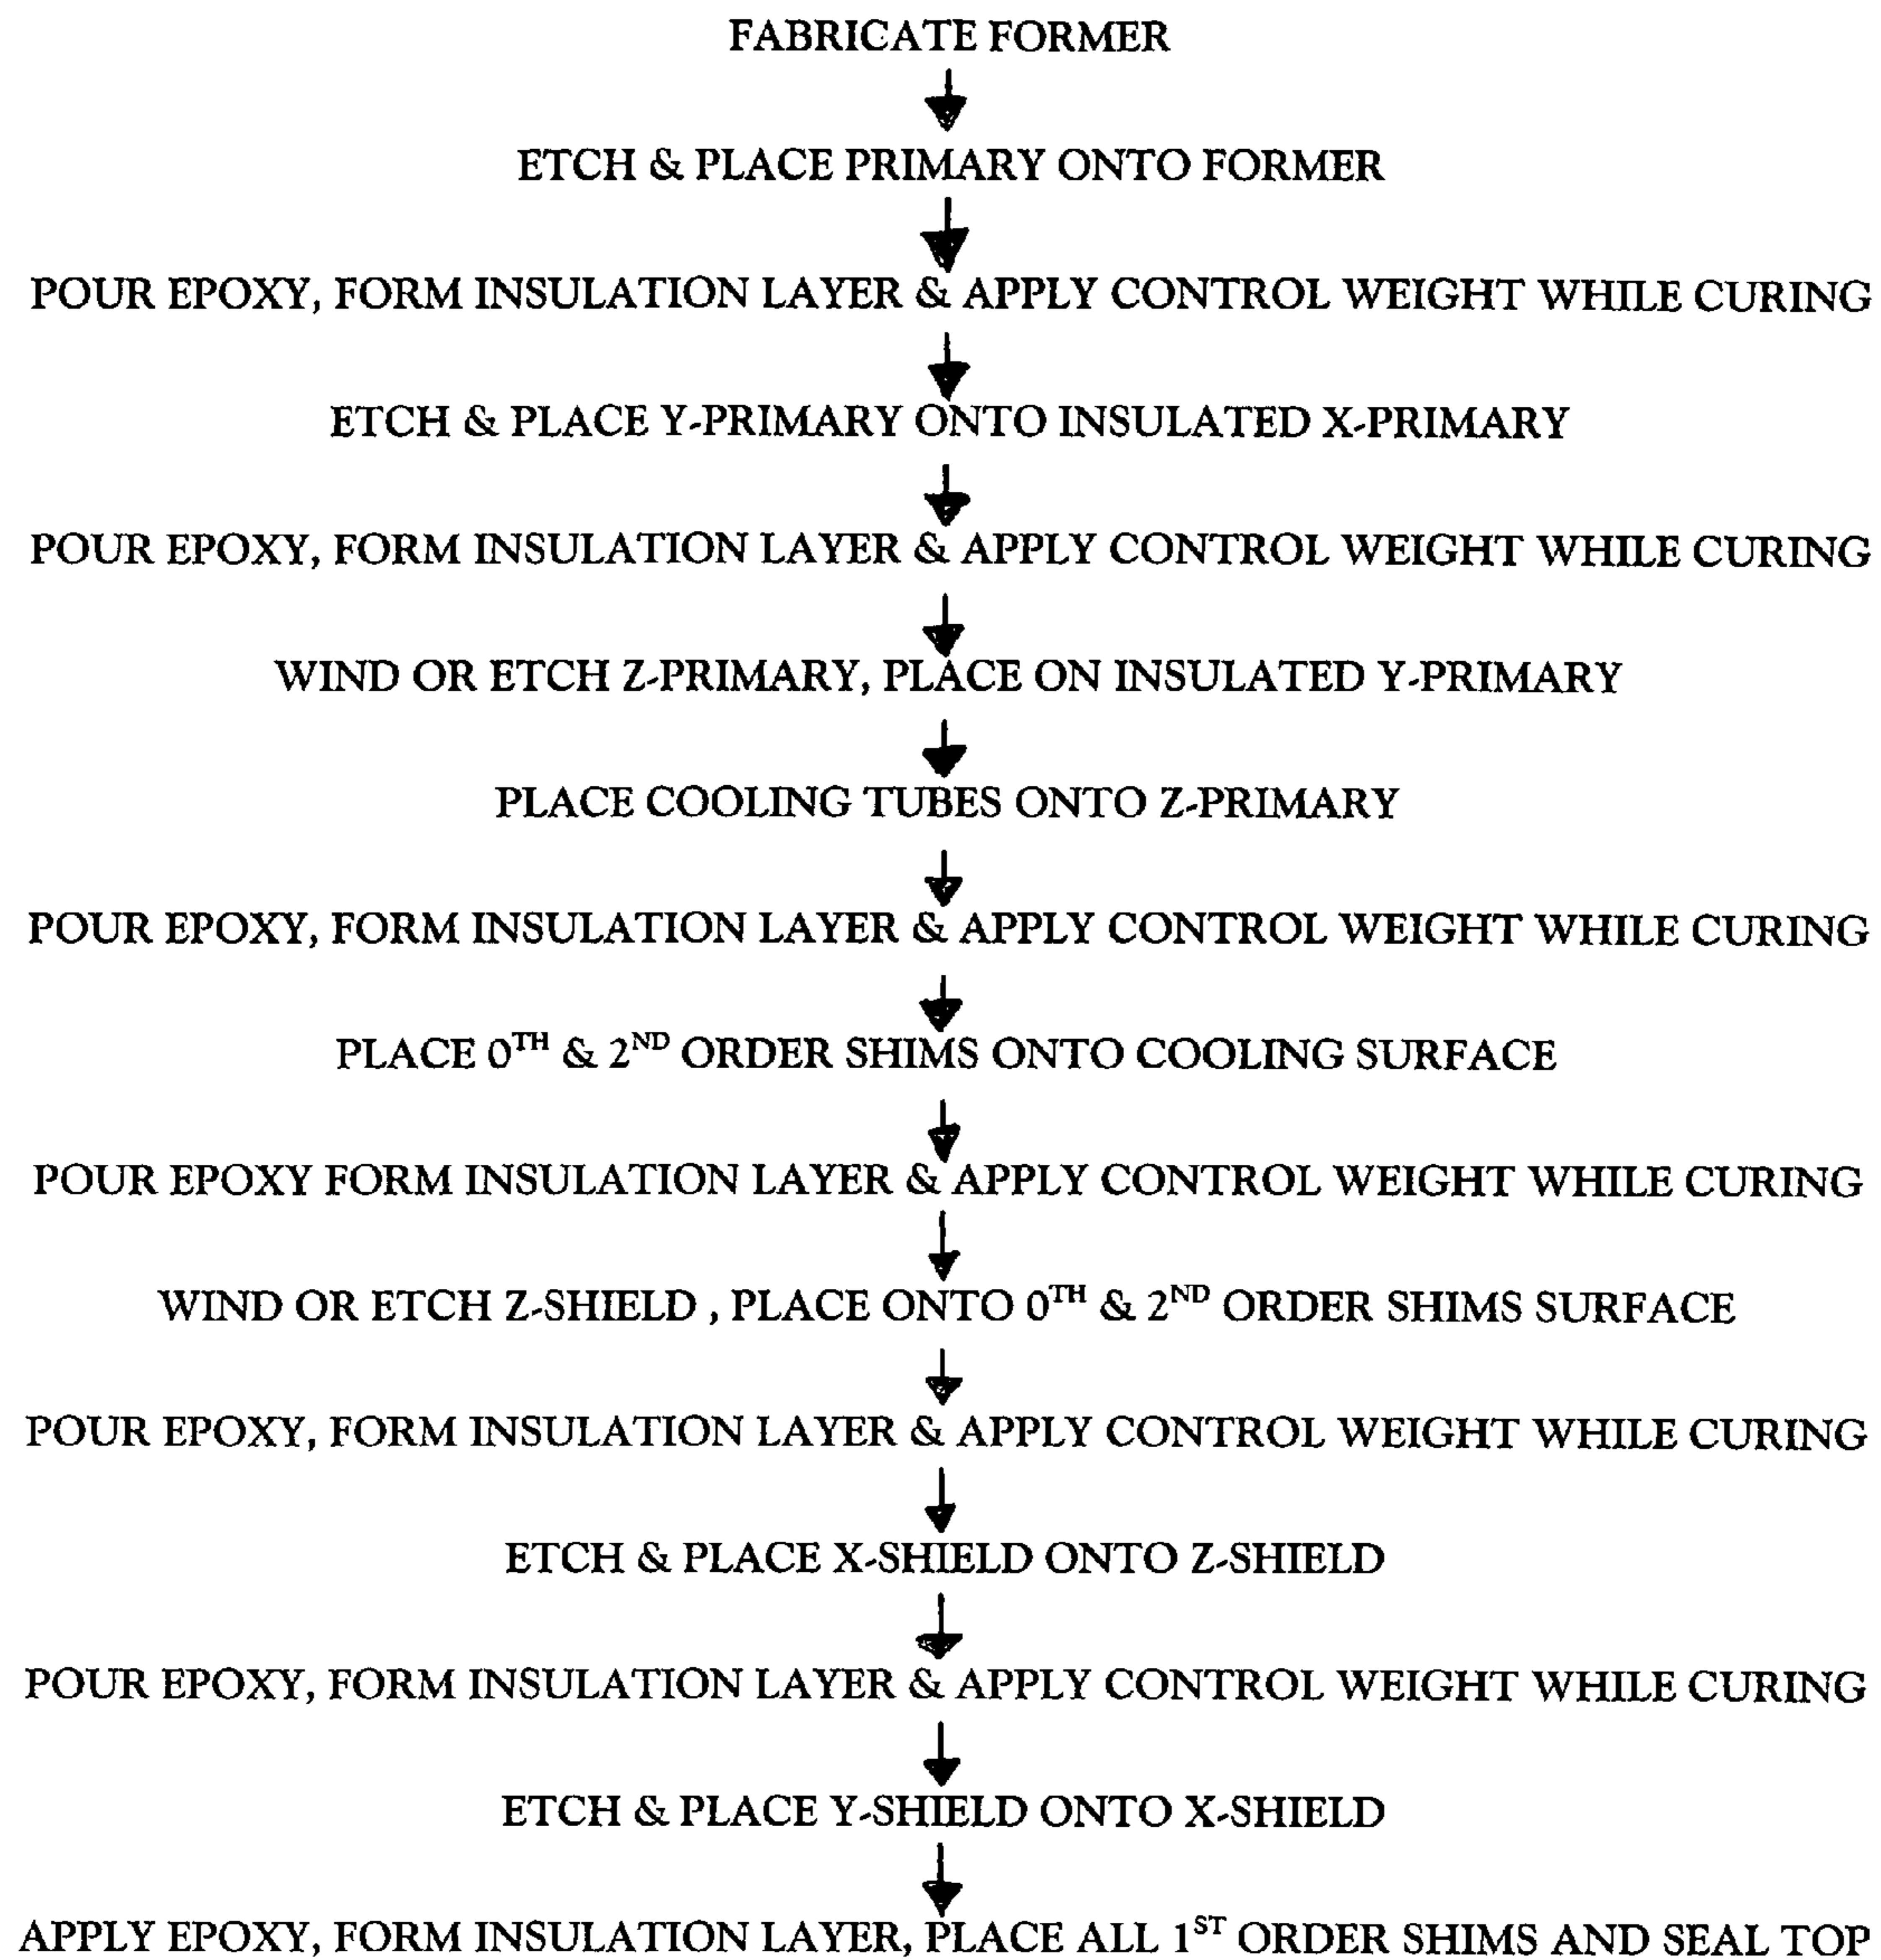 FABRICATE FORMER
ETCH & PLACE PRIMARY ONTO FORMER
POUR EPOXY, FORM INSULATION LAYER & APPLY CONTROL WEIGHT WHILE CURING
ETCH & PLACE Y-PRIMARY ONTO INSULATED X-PRIMARY
POUR EPOXY, FORM INSULATION LAYER & APPLY CONTROL WEIGHT WHILE CURING
WIND OR ETCH Z-PRIMARY, PLACE ON INSULATED Y-PRIMARY
PLACE COOLING TUBES ONTO Z-PRIMARY
POUR EPOXY, FORM INSULATION LAYER & APPLY CONTROL WEIGHT WHILE CURING
PLACE 0TH & 2ND ORDER SHIMS ONTO COOLING SURFACE
POUR EPOXY FORM INSULATION LAYER & APPLY CONTROL WEIGHT WHILE CURING
WIND OR ETCH Z-SHIELD , PLACE ONTO 0TH & 2ND ORDER SHIMS SURFACE
POUR EPOXY, FORM INSULATION LAYER & APPLY CONTROL WEIGHT WHILE CURING
ETCH & PLACE X-SHIELD ONTO Z-SHIELD
POUR EPOXY, FORM INSULATION LAYER & APPLY CONTROL WEIGHT WHILE CURING
ETCH & PLACE Y-SHIELD ONTO X-SHIELD
APPLY EPOXY, FORM INSULATION LAYER, PLACE ALL 1ST ORDER SHIMS AND SEAL TOP